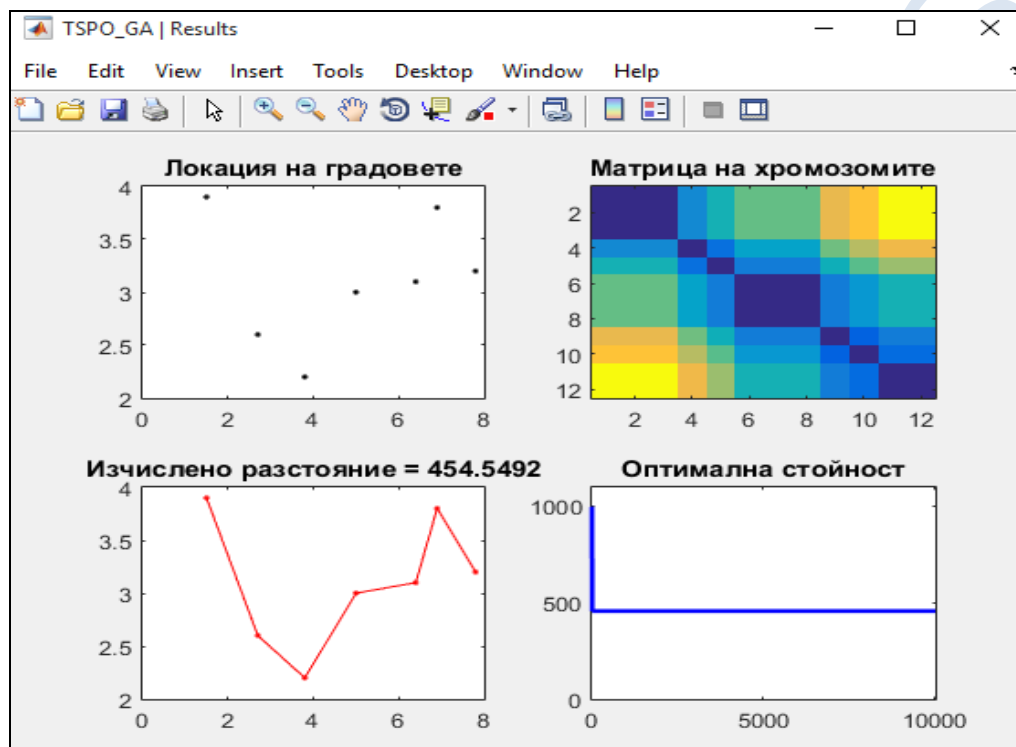 TSPO_GA | Results
File Edit View Insert Tools Desktop Window Help
Локация на градовете
4
3.5
3
2.5
2
0 2 4 6 8
Матрица на хромозомите
2
4
6
8
10
12
2 4 6 8 10 12
Изчислено разстояние = 454.5492
4
3.5
3
2.5
2
0 2 4 6 8
Оптимална стойност
1000
500
0
0 5000 10000